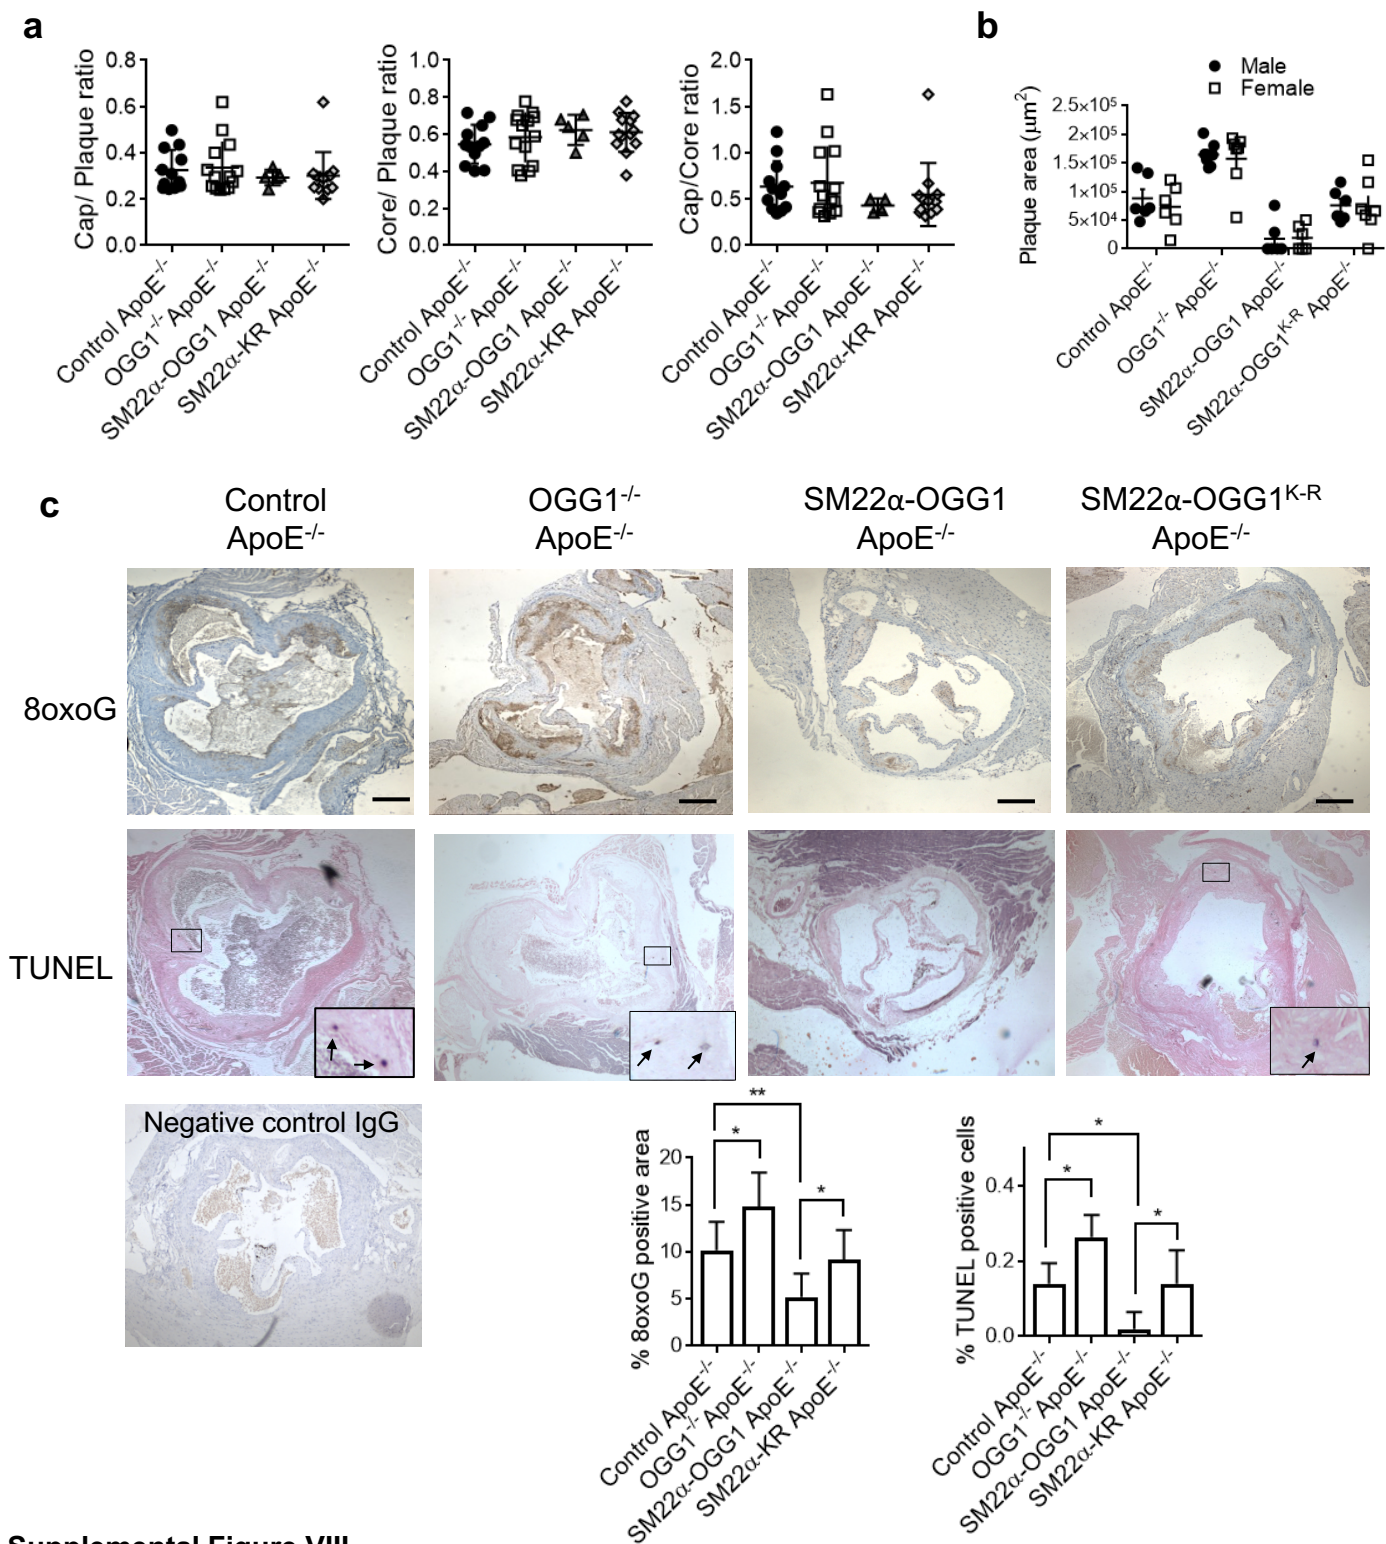 a
Cap/ Plaque ratio
0.8
0.6
0.4
0.2
0.0
Control ApoE-/-
OGG1-/- ApoE-/-
SM22α-OGG1 ApoE-/-
SM22α-KR ApoE-/-
Core/ Plaque ratio
1.0
0.8
0.6
0.4
0.2
0.0
Control ApoE-/-
OGG1-/- ApoE-/-
SM22α-OGG1 ApoE-/-
SM22α-KR ApoE-/-
Cap/Core ratio
2.0
1.5
1.0
0.5
0.0
Control ApoE-/-
OGG1-/- ApoE-/-
SM22α-OGG1 ApoE-/-
SM22α-KR ApoE-/-
b
Male
Female
Plaque area (μm²)
2.5×10⁵
2×10⁵
1.5×10⁵
1×10⁵
5×10⁴
0
Control ApoE-/-
OGG1-/- ApoE-/-
SM22α-OGG1 ApoE-/-
SM22α-OGG1K-R ApoE-/-
c
Control
ApoE-/-
OGG1-/-
ApoE-/-
SM22α-OGG1
ApoE-/-
SM22α-OGG1K-R
ApoE-/-
8oxoG
TUNEL
Negative control IgG
% 8oxoG positive area
20
15
10
5
0
**
*
*
Control ApoE-/-
OGG1-/- ApoE-/-
SM22α-OGG1 ApoE-/-
SM22α-KR ApoE-/-
% TUNEL positive cells
0.4
0.2
0.0
*
*
*
Control ApoE-/-
OGG1-/- ApoE-/-
SM22α-OGG1 ApoE-/-
SM22α-KR ApoE-/-
Supplemental Figure VIII